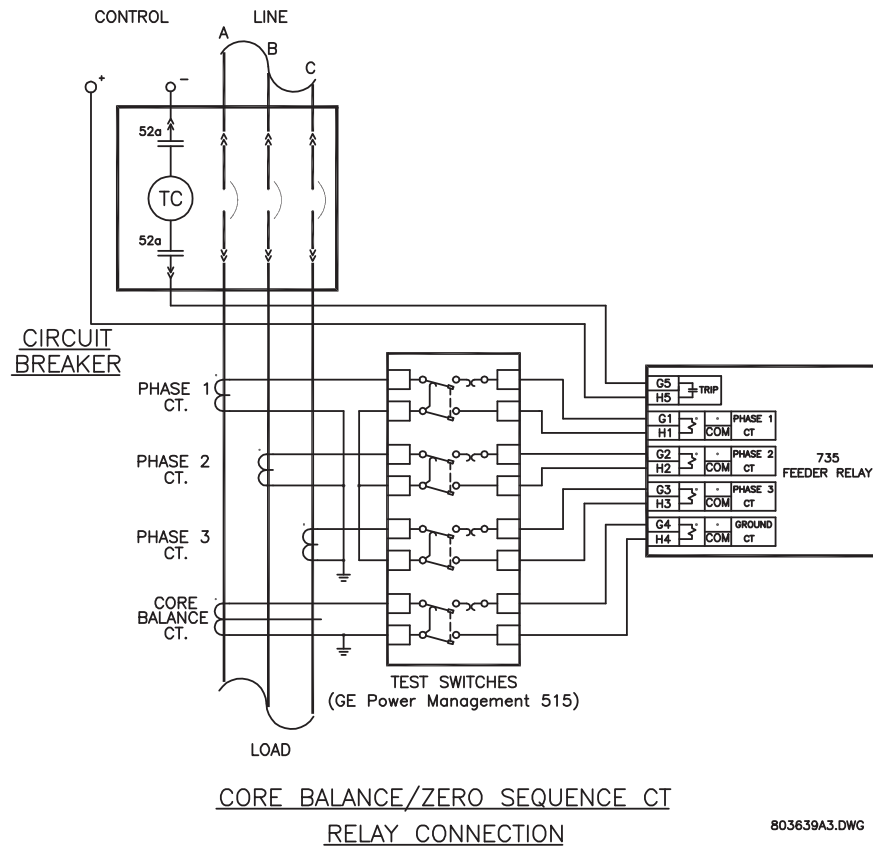 CONTROL
LINE
A
B
C
+
−
52a
TC
52a
CIRCUIT
BREAKER
PHASE 1
CT.
PHASE 2
CT.
PHASE 3
CT.
CORE
BALANCE
CT.
G5
H5
TRIP
G1
H1
COM
PHASE 1
CT
G2
H2
COM
PHASE 2
CT
G3
H3
COM
PHASE 3
CT
G4
H4
COM
GROUND
CT
735
FEEDER RELAY
TEST SWITCHES
(GE Power Management 515)
LOAD
CORE BALANCE/ZERO SEQUENCE CT
RELAY CONNECTION
803639A3.DWG